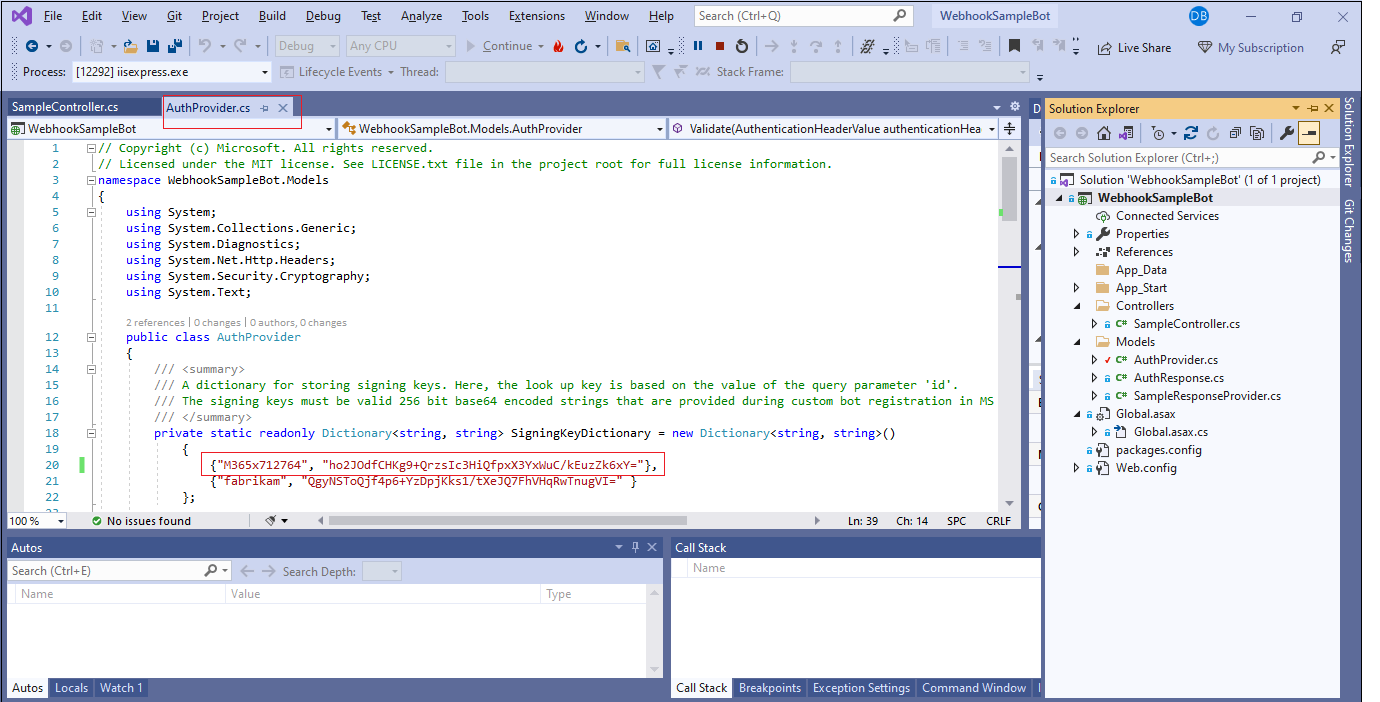 File Edit View Git Project Build Debug Test Analyze Tools Extensions Window Help Search (Ctrl+Q) WebhookSampleBot DB
Debug Any CPU Continue Live Share My Subscription
Process: [12292] iisexpress.exe Lifecycle Events Thread: Stack Frame:
SampleController.cs AuthProvider.cs
WebhookSampleBot WebhookSampleBot.Models.AuthProvider Validate(AuthenticationHeaderValue authenticationHea
1 // Copyright (c) Microsoft. All rights reserved.
2 // Licensed under the MIT license. See LICENSE.txt file in the project root for full license information.
3 namespace WebhookSampleBot.Models
4 {
5 using System;
6 using System.Collections.Generic;
7 using System.Diagnostics;
8 using System.Net.Http.Headers;
9 using System.Security.Cryptography;
10 using System.Text;
11
2 references | 0 changes | 0 authors, 0 changes
12 public class AuthProvider
13 {
14 /// <summary>
15 /// A dictionary for storing signing keys. Here, the look up key is based on the value of the query parameter 'id'.
16 /// The signing keys must be valid 256 bit base64 encoded strings that are provided during custom bot registration in MS
17 /// </summary>
18 private static readonly Dictionary<string, string> SigningKeyDictionary = new Dictionary<string, string>()
19 {
20 {"M365x712764", "ho2JOdfCHKg9+QrzsIc3HiQfpxX3YxWuC/kEuzZk6xY="},
21 {"fabrikam", "QgyNSToQjf4p6+YzDpjKks1/tXeJQ7FhVHqRwTnugVI=" }
22 };
100 % No issues found Ln: 39 Ch: 14 SPC CRLF
Autos
Search (Ctrl+E) Search Depth:
Name Value Type
Autos Locals Watch 1
Call Stack
Name
Call Stack Breakpoints Exception Settings Command Window
Solution Explorer
Search Solution Explorer (Ctrl+;)
Solution 'WebhookSampleBot' (1 of 1 project)
WebhookSampleBot
Connected Services
Properties
References
App_Data
App_Start
Controllers
C# SampleController.cs
Models
C# AuthProvider.cs
C# AuthResponse.cs
C# SampleResponseProvider.cs
Global.asax
Global.asax.cs
packages.config
Web.config
Solution Explorer
Git Changes